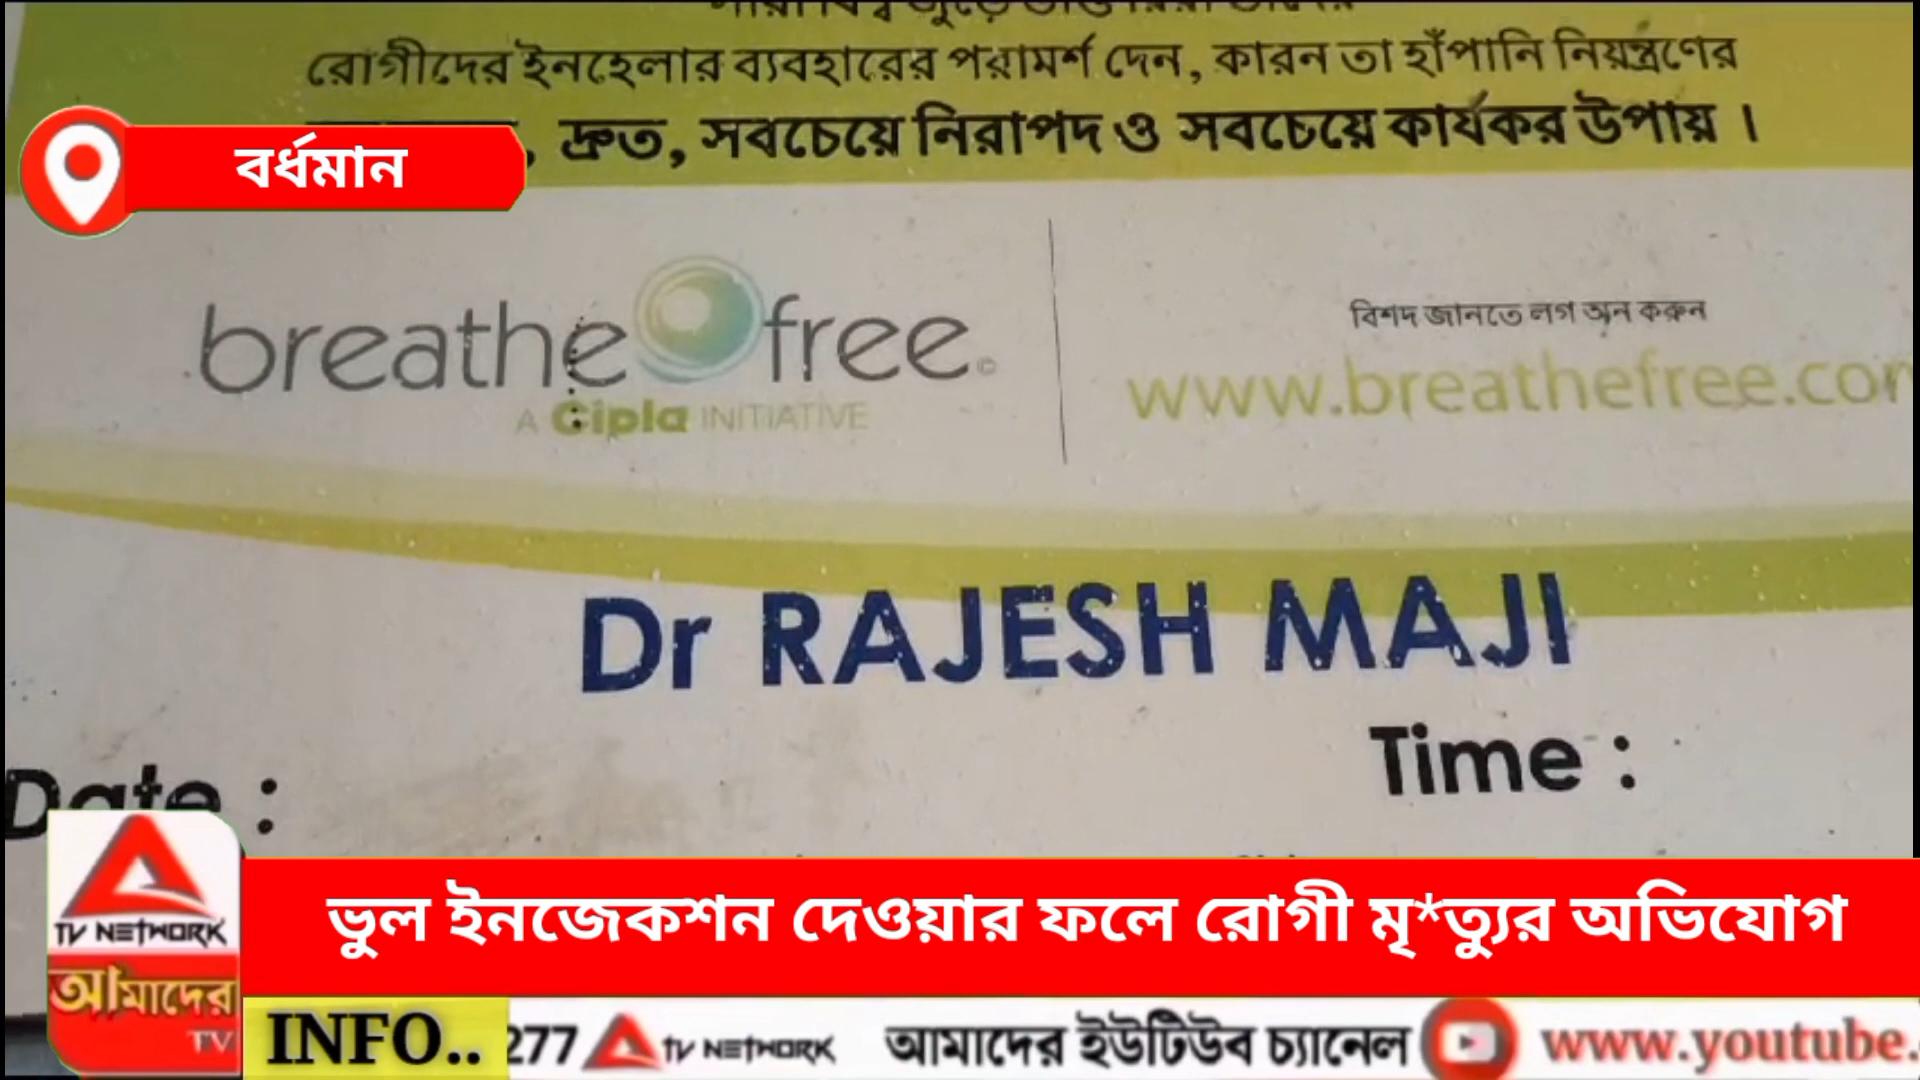 রোগীদের ইনহেলার ব্যবহারের পরামর্শ দেন, কারন তা হাঁপানি নিয়ন্ত্রণের
, দ্রুত, সবচেয়ে নিরাপদ ও সবচেয়ে কার্যকর উপায় ।
বর্ধমান
breathe free
A Cipla INITIATIVE
বিশদ জানতে লগ অন করুন
www.breathefree.com
Dr RAJESH MAJI
Time :
Date :
ভুল ইনজেকশন দেওয়ার ফলে রোগী মৃ*ত্যুর অভিযোগ
TV NETWORK
আমাদের
TV
INFO.. 277 TV NETWORK আমাদের ইউটিউব চ্যানেল www.youtube.